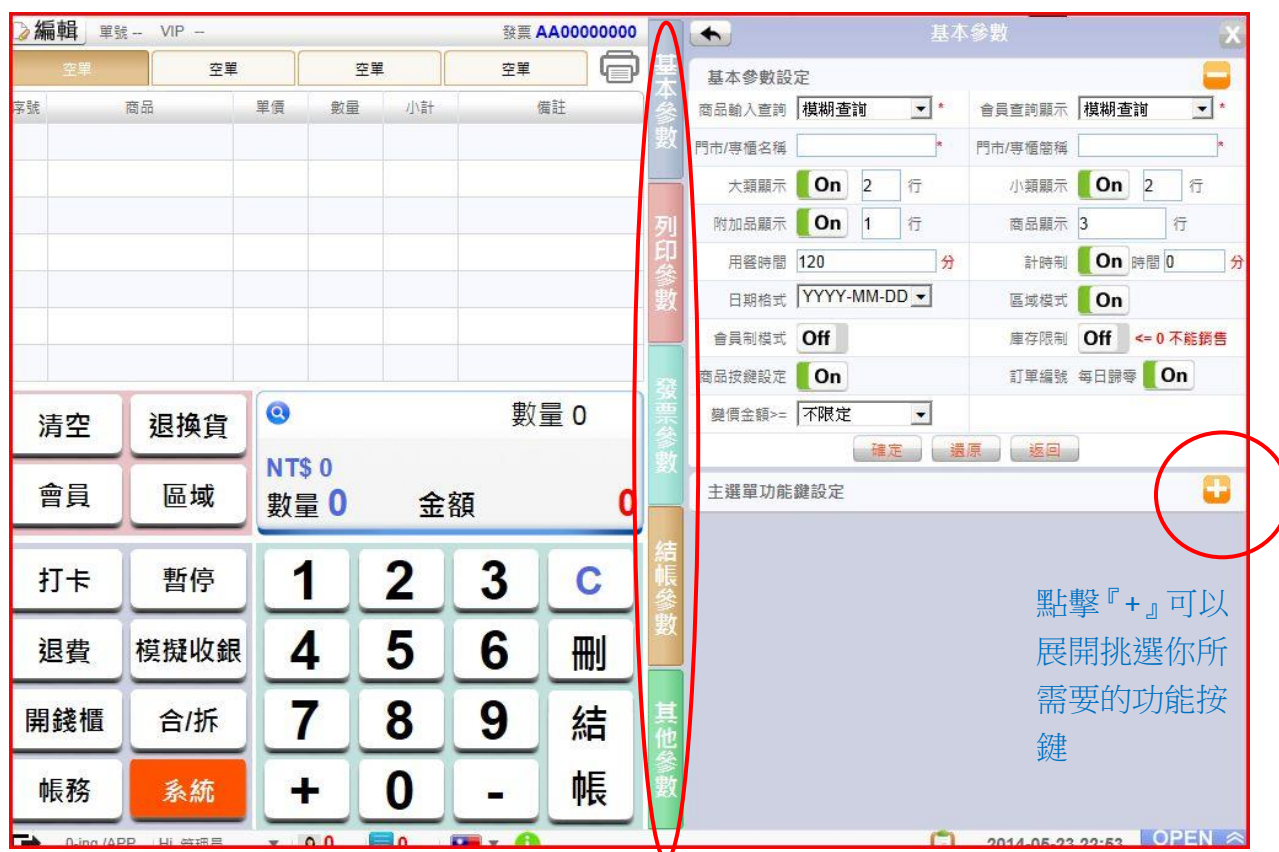 編輯 單號 -- VIP -- 發票 AA00000000
空單 空單 空單 空單
序號 商品 單價 數量 小計 備註
清空 退換貨
會員 區域
數量 0
NT$ 0
數量 0 金額 0
打卡 暫停
退費 模擬收銀
開錢櫃 合/拆
帳務 系統
1 2 3 C
4 5 6 刪
7 8 9 結
+ 0 - 帳
基本參數
列印參數
發票參數
結帳參數
其他參數
基本參數 X
基本參數設定
商品輸入查詢 模糊查詢 * 會員查詢顯示 模糊查詢 *
門市/專櫃名稱 * 門市/專櫃簡稱 *
大類顯示 On 2 行 小類顯示 On 2 行
附加品顯示 On 1 行 商品顯示 3 行
用餐時間 120 分 計時制 On 時間 0 分
日期格式 YYYY-MM-DD 區域模式 On
會員制模式 Off 庫存限制 Off <= 0 不能銷售
商品按鍵設定 On 訂單編號 每日歸零 On
變價金額>= 不限定
確定 還原 返回
主選單功能鍵設定
點擊『+』可以
展開挑選你所
需要的功能按
鍵
Hi, 管理員 0 0 2014-05-23 22:53 OPEN